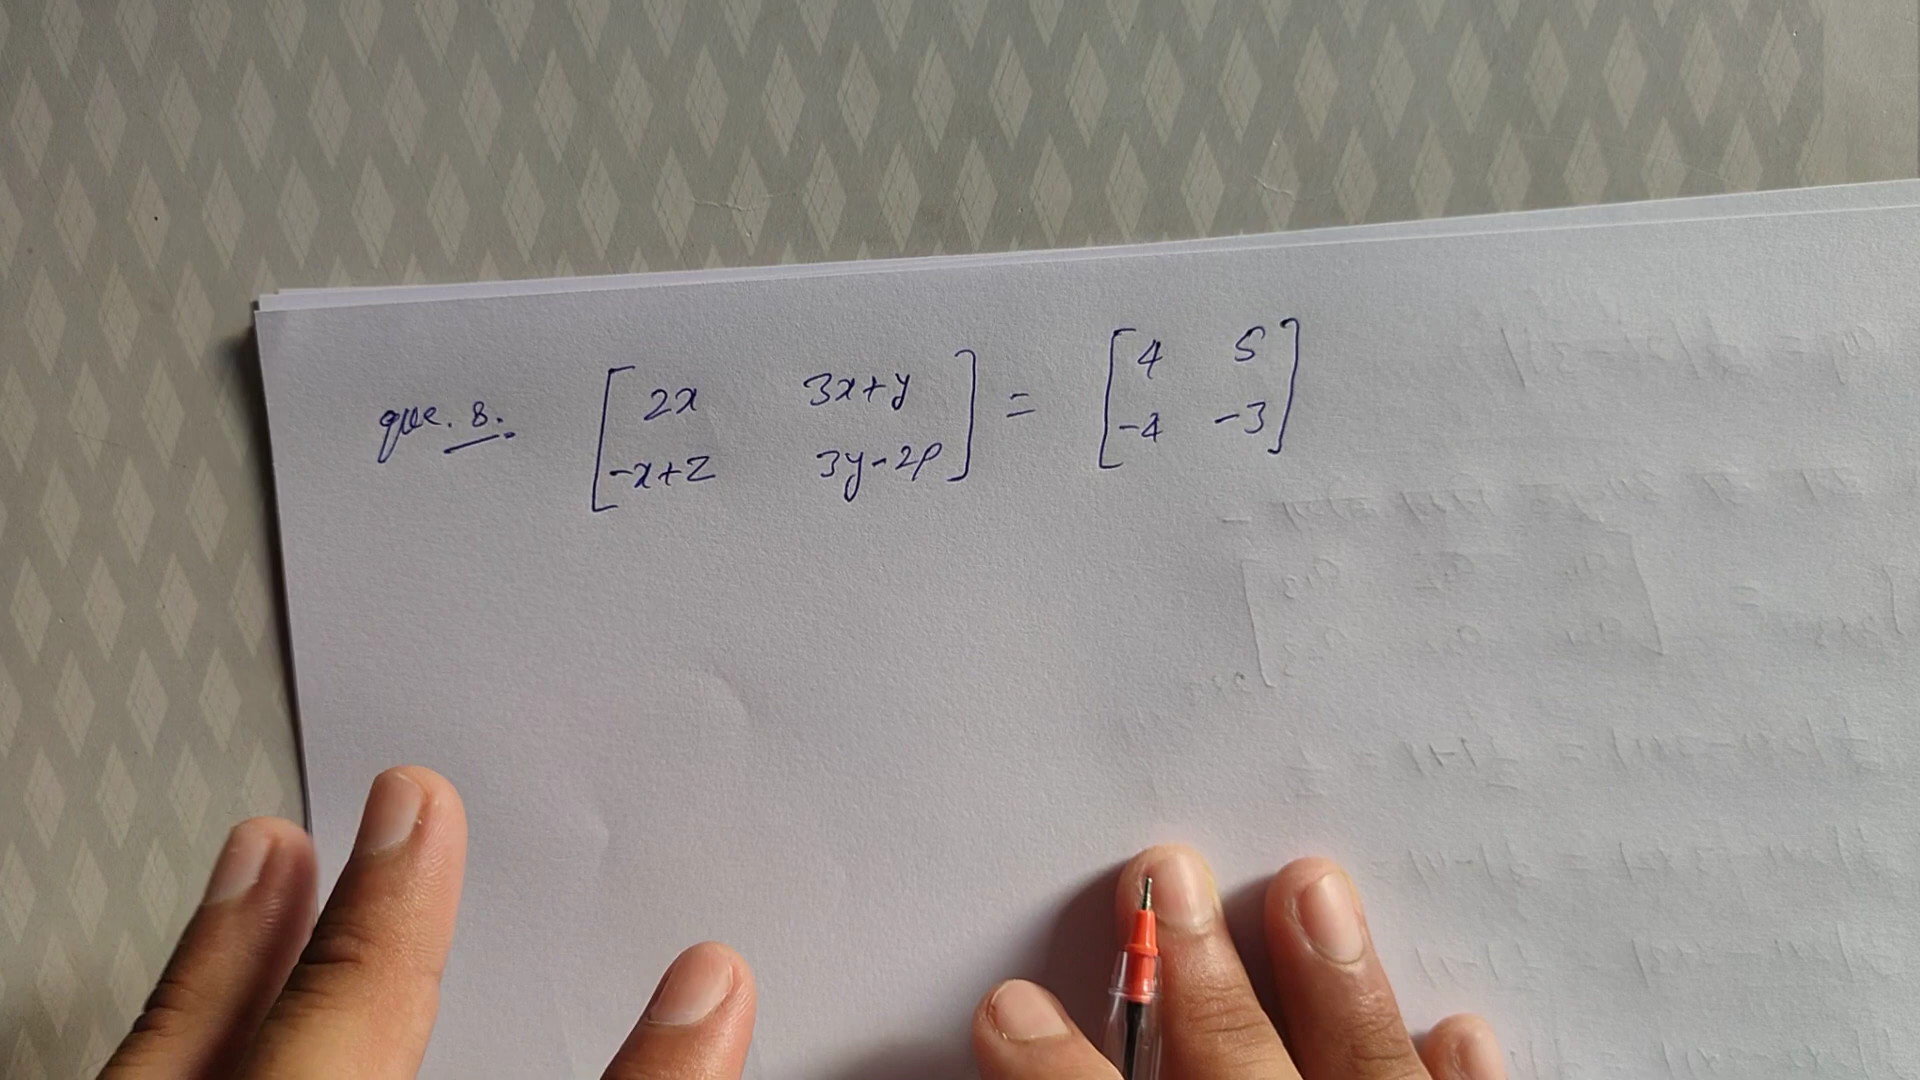 que. 8. [2x 3x+y
-x+z 3y-2p] = [4 5
-4 -3]